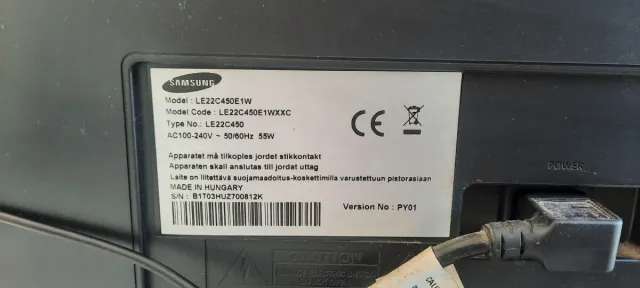 SAMSUNG
Model : LE22C450E1W
Model Code : LE22C450E1WXXC
Type No.: LE22C450
AC100-240V ~ 50/60Hz 55W
Apparatet må tilkoples jordet stikkontakt
Apparaten skall anslutas till jordat uttag
Laite on liitettävä suojamaadoitus-koskettimilla varustettuun pistorasiaan
MADE IN HUNGARY
S/N : B1T03HUZ700812K
Version No : PY01
POWER
CAUTION